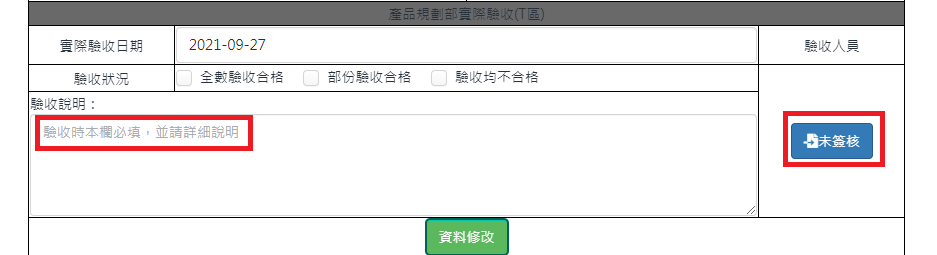 產品規劃部實際驗收(T區)
實際驗收日期 2021-09-27 驗收人員
驗收狀況 全數驗收合格 部份驗收合格 驗收均不合格
驗收說明：
驗收時本欄必填，並請詳細說明
未簽核
資料修改